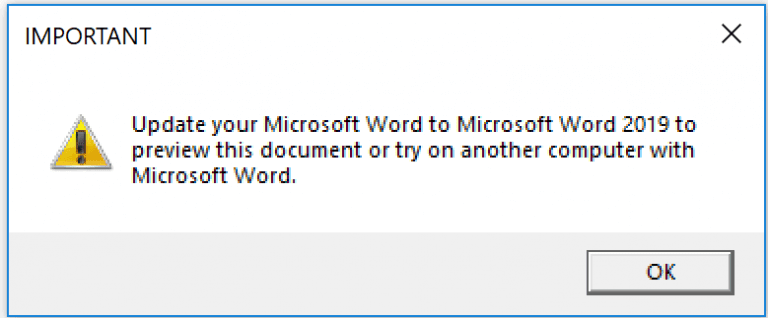 IMPORTANT
Update your Microsoft Word to Microsoft Word 2019 to
preview this document or try on another computer with
Microsoft Word.
OK